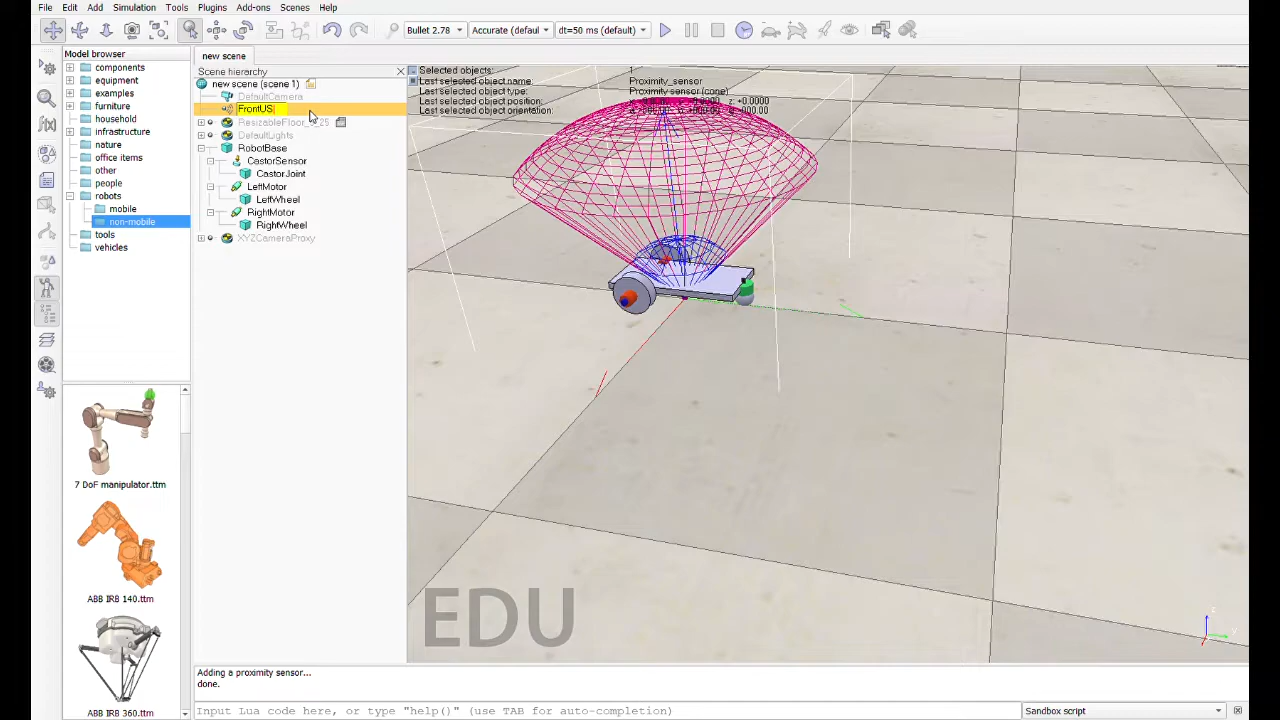 File Edit Add Simulation Tools Plugins Add-ons Scenes Help
Bullet 2.78 Accurate (defaul dt=50 ms (default)
new scene
Model browser
components
equipment
examples
furniture
household
infrastructure
nature
office items
other
people
robots
mobile
non-mobile
tools
vehicles
7 DoF manipulator.ttm
ABB IRB 140.ttm
ABB IRB 360.ttm
Scene hierarchy
new scene (scene 1)
DefaultCamera
FrontUS
DefaultLights
RobotBase
CastorSensor
CastorJoint
LeftMotor
LeftWheel
RightMotor
RightWheel
XYZCameraProxy
Selected objects:
Last selected object name: Proximity_sensor
Last selected object type: Proximity sensor (cone)
Last selected object position:
Last selected object orientation:
EDU
Adding a proximity sensor...
done.
Input Lua code here, or type "help()" (use TAB for auto-completion)
Sandbox script